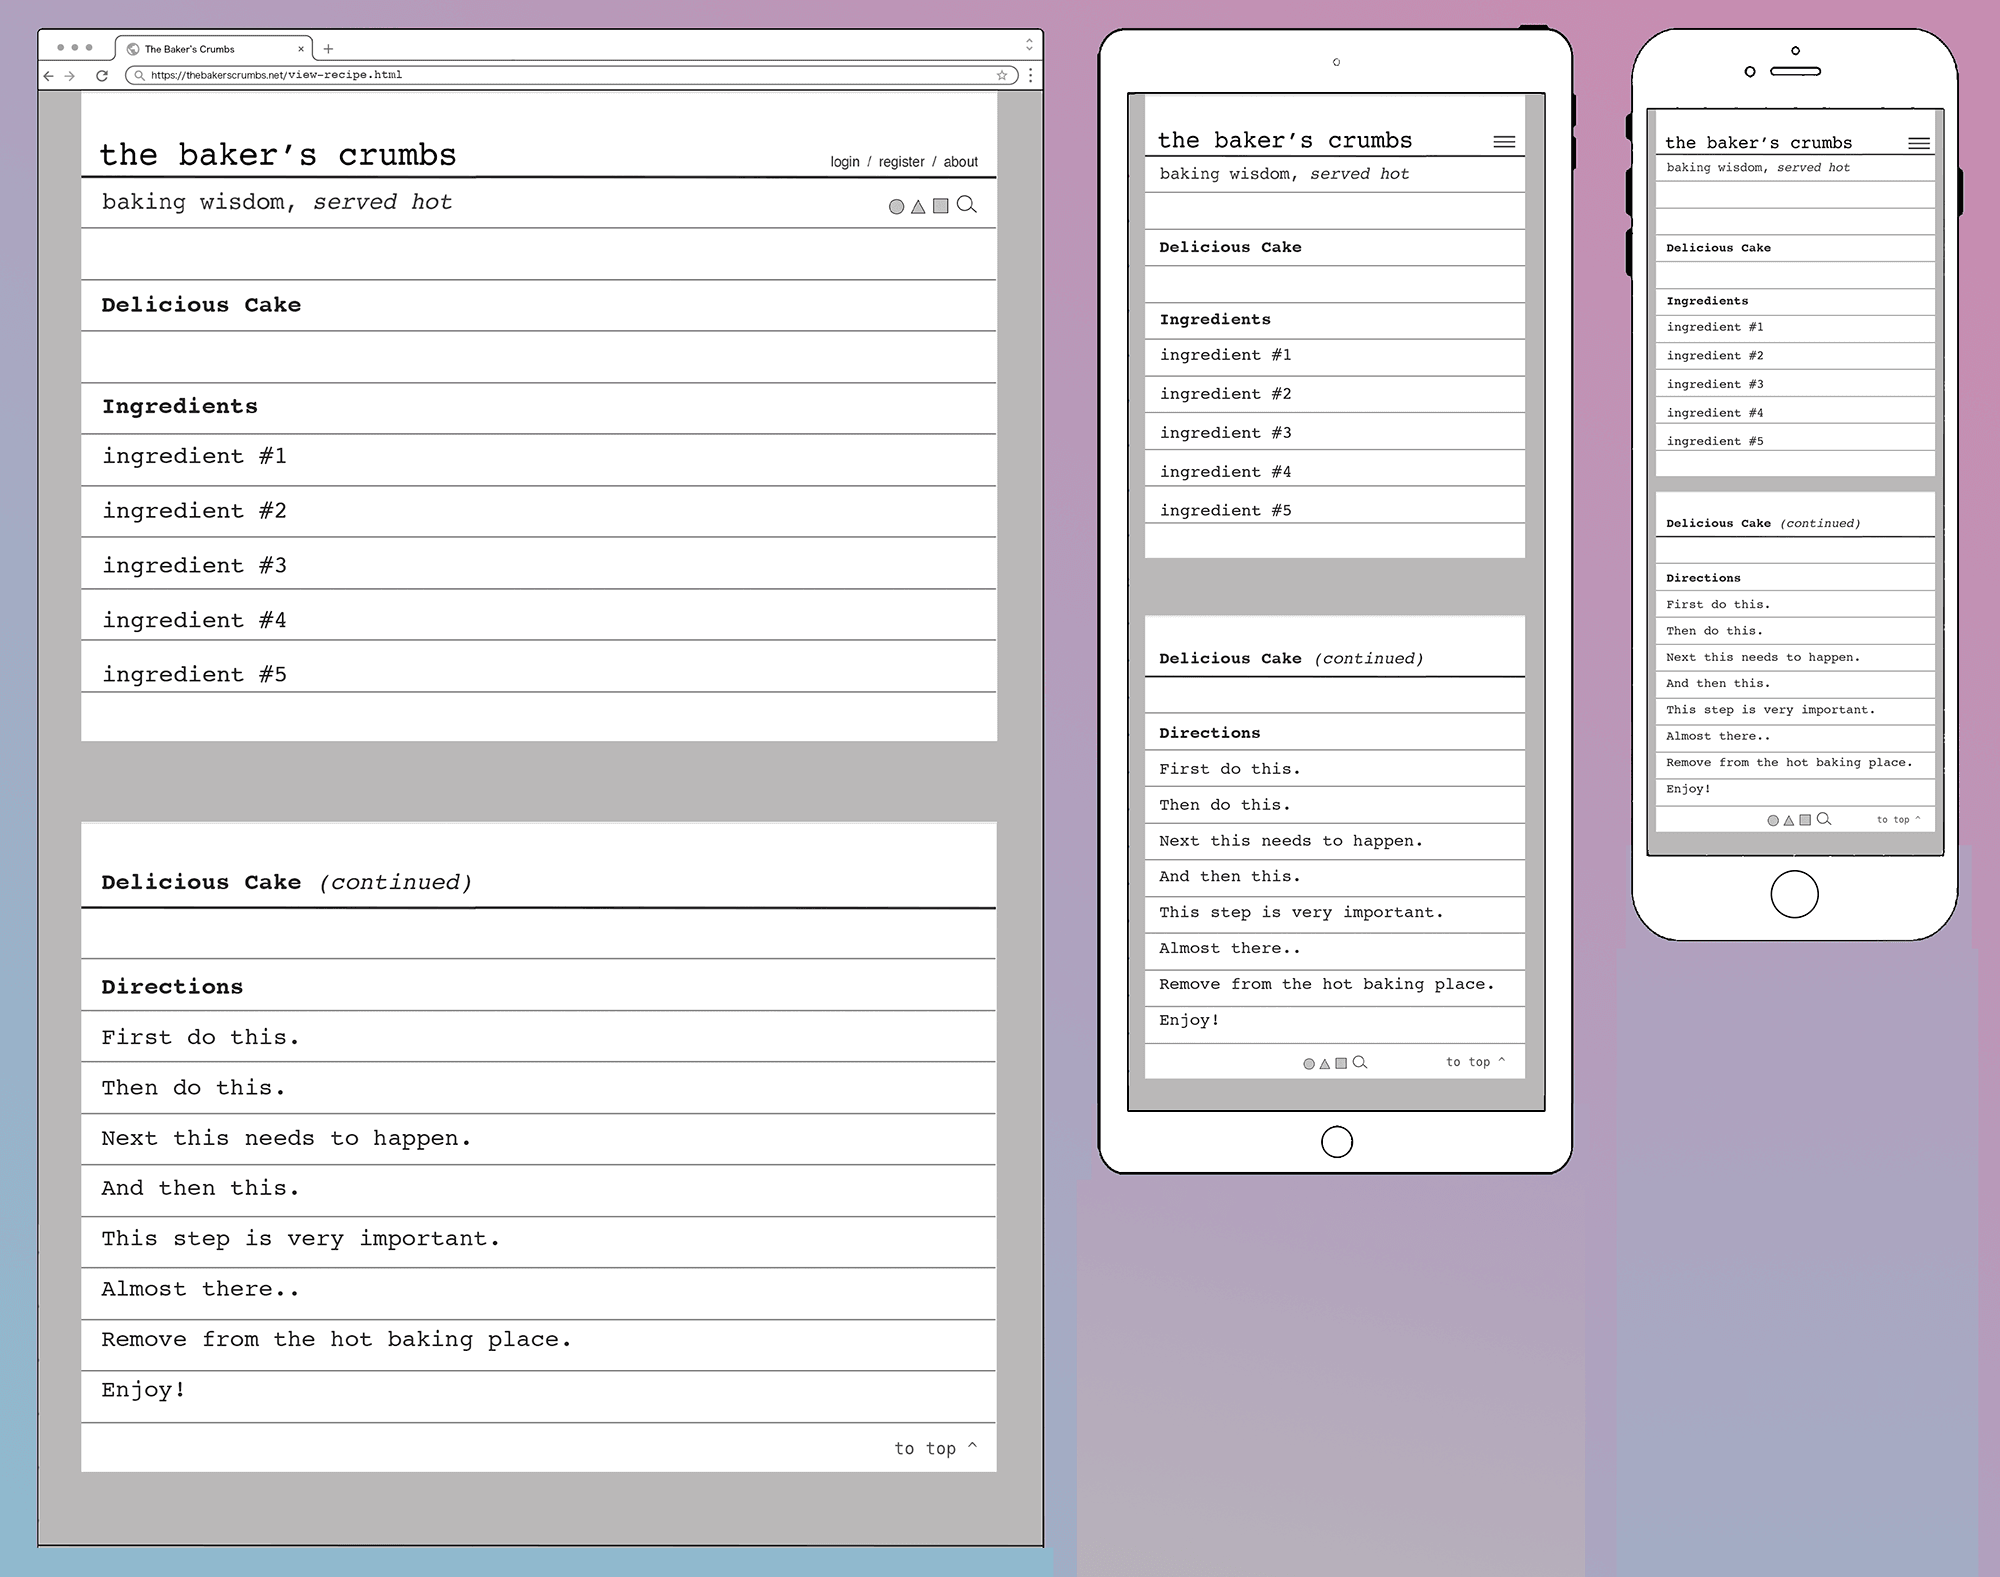 The Baker's Crumbs
https://thebakerscrumbs.net/view-recipe.html
the baker's crumbs
login / register / about
baking wisdom, served hot
Delicious Cake
Ingredients
ingredient #1
ingredient #2
ingredient #3
ingredient #4
ingredient #5
Delicious Cake (continued)
Directions
First do this.
Then do this.
Next this needs to happen.
And then this.
This step is very important.
Almost there..
Remove from the hot baking place.
Enjoy!
to top ^
the baker's crumbs
baking wisdom, served hot
Delicious Cake
Ingredients
ingredient #1
ingredient #2
ingredient #3
ingredient #4
ingredient #5
Delicious Cake (continued)
Directions
First do this.
Then do this.
Next this needs to happen.
And then this.
This step is very important.
Almost there..
Remove from the hot baking place.
Enjoy!
to top ^
the baker's crumbs
baking wisdom, served hot
Delicious Cake
Ingredients
ingredient #1
ingredient #2
ingredient #3
ingredient #4
ingredient #5
Delicious Cake (continued)
Directions
First do this.
Then do this.
Next this needs to happen.
And then this.
This step is very important.
Almost there..
Remove from the hot baking place.
Enjoy!
to top ^